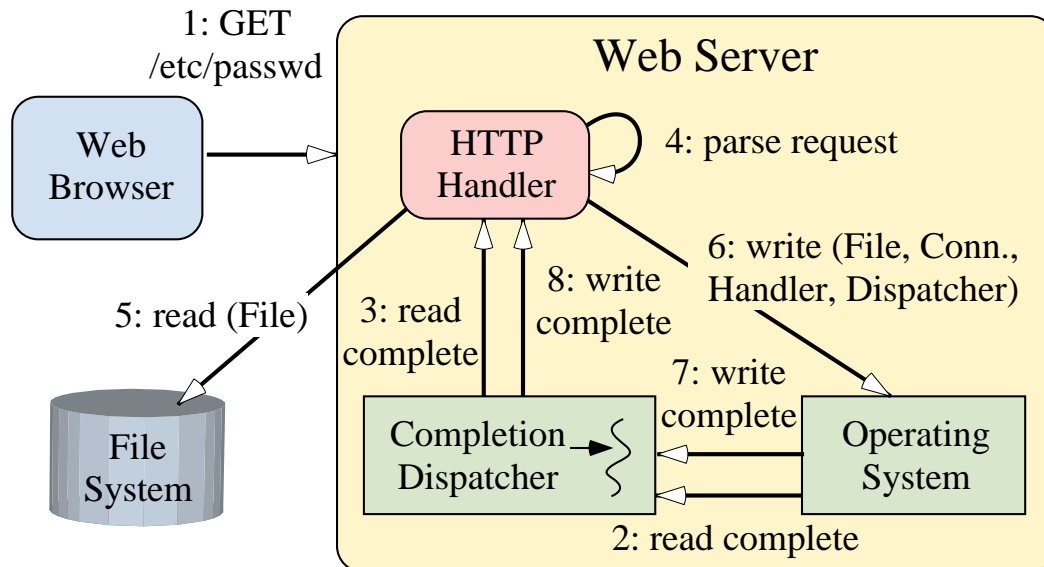 1: GET
/etc/passwd
Web Server
Web
Browser
HTTP
Handler
4: parse request
6: write (File, Conn.,
Handler, Dispatcher)
5: read (File)
3: read
complete
8: write
complete
7: write
complete
File
System
Completion
Dispatcher
Operating
System
2: read complete